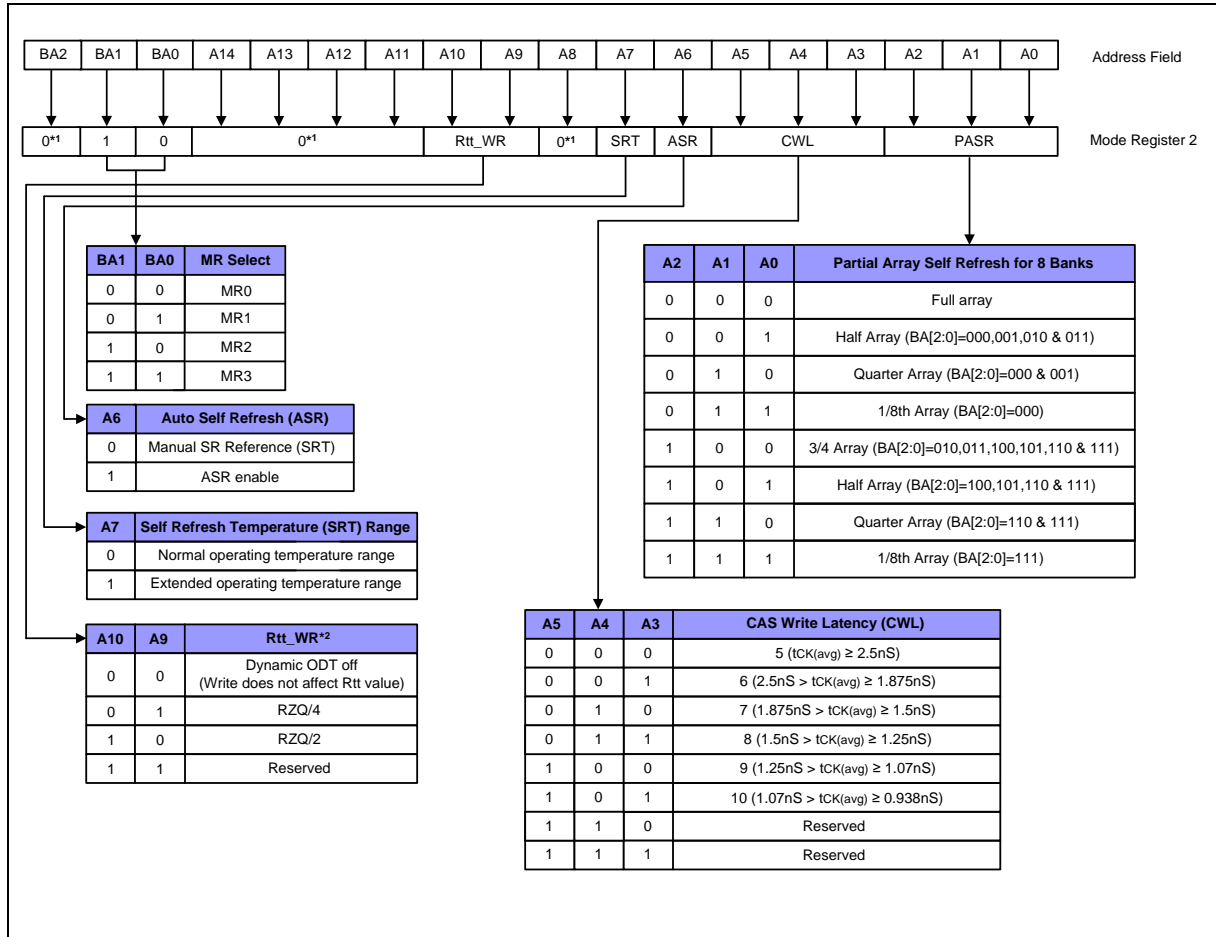 BA2 BA1 BA0 A14 A13 A12 A11 A10 A9 A8 A7 A6 A5 A4 A3 A2 A1 A0 Address Field
0*1 1 0 0*1 Rtt_WR 0*1 SRT ASR CWL PASR Mode Register 2
BA1 BA0 MR Select
0 0 MR0
0 1 MR1
1 0 MR2
1 1 MR3
A6 Auto Self Refresh (ASR)
0 Manual SR Reference (SRT)
1 ASR enable
A7 Self Refresh Temperature (SRT) Range
0 Normal operating temperature range
1 Extended operating temperature range
A10 A9 Rtt_WR*2
0 0 Dynamic ODT off
(Write does not affect Rtt value)
0 1 RZQ/4
1 0 RZQ/2
1 1 Reserved
A2 A1 A0 Partial Array Self Refresh for 8 Banks
0 0 0 Full array
0 0 1 Half Array (BA[2:0]=000,001,010 & 011)
0 1 0 Quarter Array (BA[2:0]=000 & 001)
0 1 1 1/8th Array (BA[2:0]=000)
1 0 0 3/4 Array (BA[2:0]=010,011,100,101,110 & 111)
1 0 1 Half Array (BA[2:0]=100,101,110 & 111)
1 1 0 Quarter Array (BA[2:0]=110 & 111)
1 1 1 1/8th Array (BA[2:0]=111)
A5 A4 A3 CAS Write Latency (CWL)
0 0 0 5 (tCK(avg) ≥ 2.5nS)
0 0 1 6 (2.5nS > tCK(avg) ≥ 1.875nS)
0 1 0 7 (1.875nS > tCK(avg) ≥ 1.5nS)
0 1 1 8 (1.5nS > tCK(avg) ≥ 1.25nS)
1 0 0 9 (1.25nS > tCK(avg) ≥ 1.07nS)
1 0 1 10 (1.07nS > tCK(avg) ≥ 0.938nS)
1 1 0 Reserved
1 1 1 Reserved